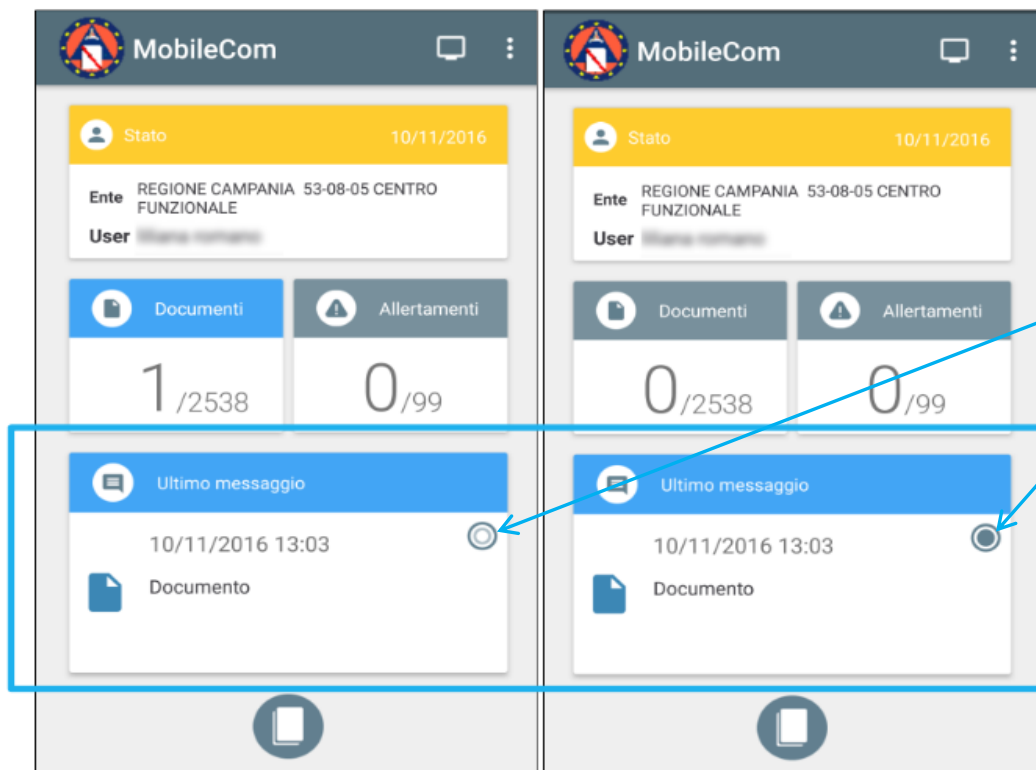 MobileCom
Stato 10/11/2016
Ente REGIONE CAMPANIA 53-08-05 CENTRO
FUNZIONALE
User
Documenti
Allertamenti
1/2538
0/99
Ultimo messaggio
10/11/2016 13:03
Documento
MobileCom
Stato 10/11/2016
Ente REGIONE CAMPANIA 53-08-05 CENTRO
FUNZIONALE
User
Documenti
Allertamenti
0/2538
0/99
Ultimo messaggio
10/11/2016 13:03
Documento